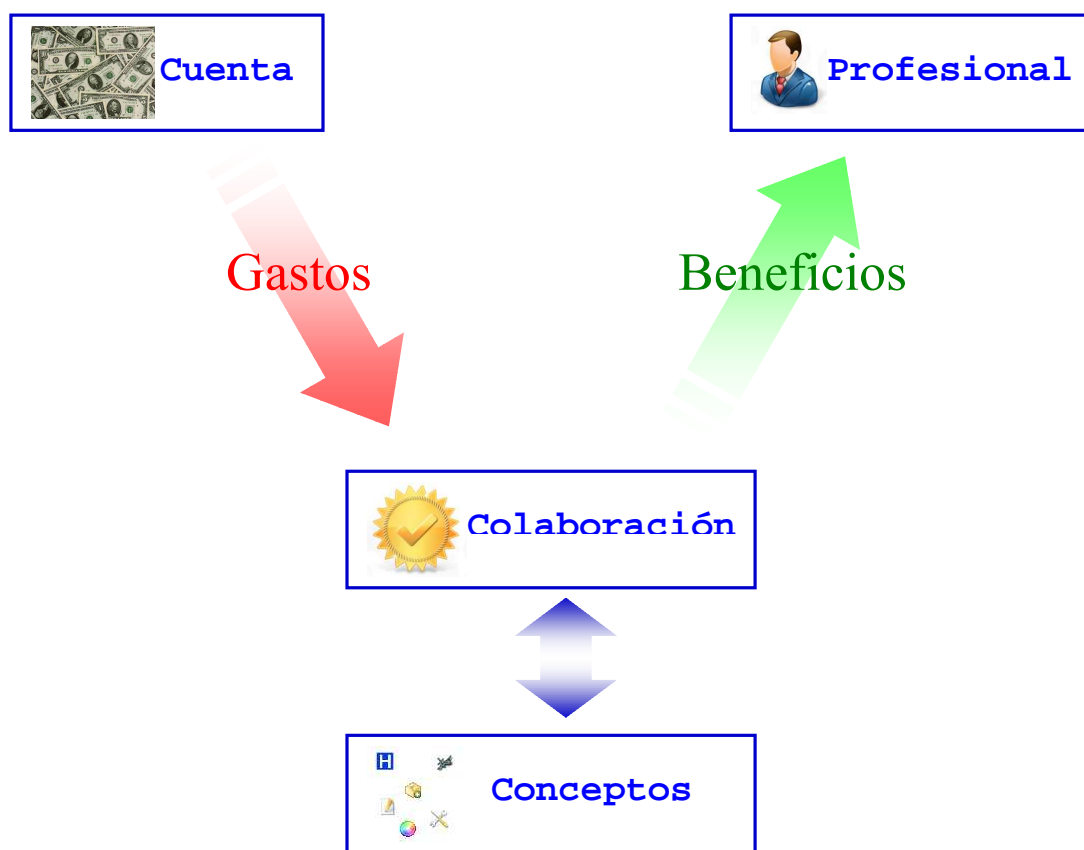 Cuenta
Profesional
Gastos
Beneficios
Colaboración
H
Conceptos